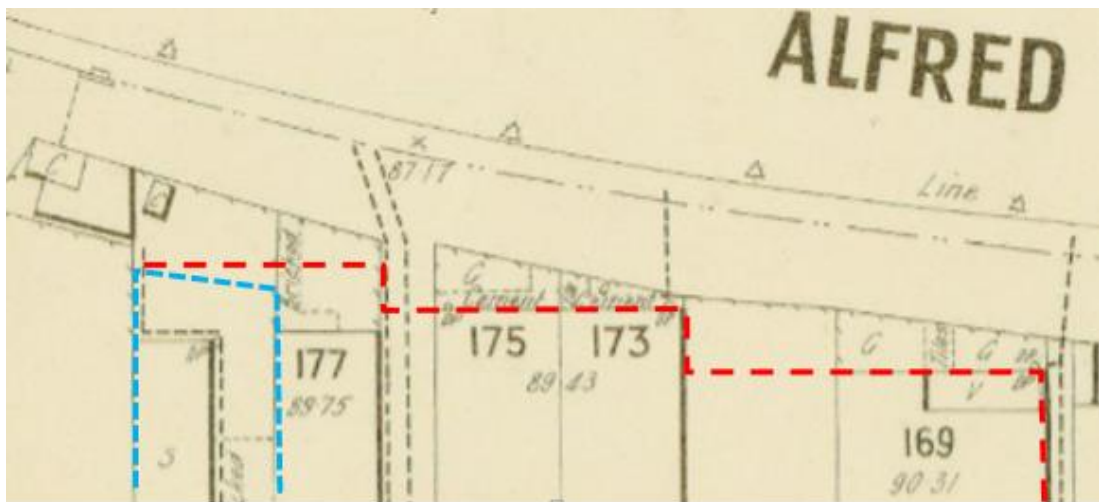 ALFRED
Line
87·17
G
G
G
Cement
Cement
175
173
89·43
177
89·75
G
G
V
169
90·31
S